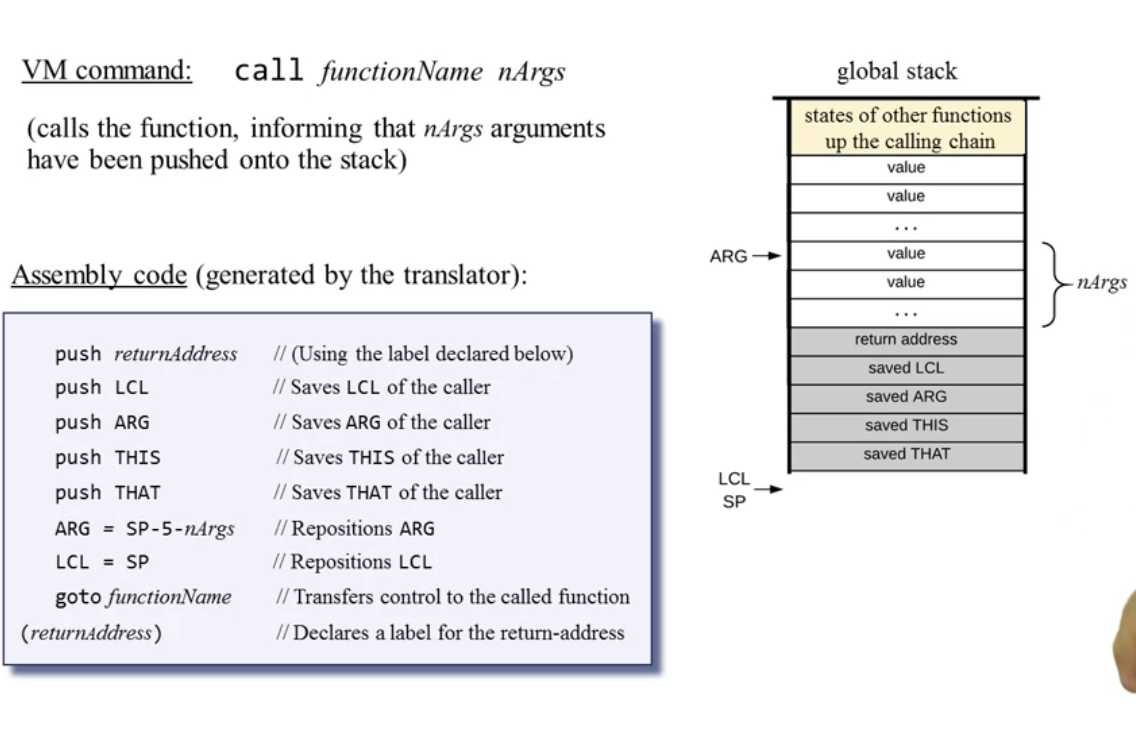 VM command: call functionName nArgs
(calls the function, informing that nArgs arguments
have been pushed onto the stack)
Assembly code (generated by the translator):
push returnAddress // (Using the label declared below)
push LCL // Saves LCL of the caller
push ARG // Saves ARG of the caller
push THIS // Saves THIS of the caller
push THAT // Saves THAT of the caller
ARG = SP-5-nArgs // Repositions ARG
LCL = SP // Repositions LCL
goto functionName // Transfers control to the called function
(returnAddress) // Declares a label for the return-address
global stack
states of other functions
up the calling chain
value
value
...
ARG value
value
nArgs
...
return address
saved LCL
saved ARG
saved THIS
saved THAT
LCL
SP